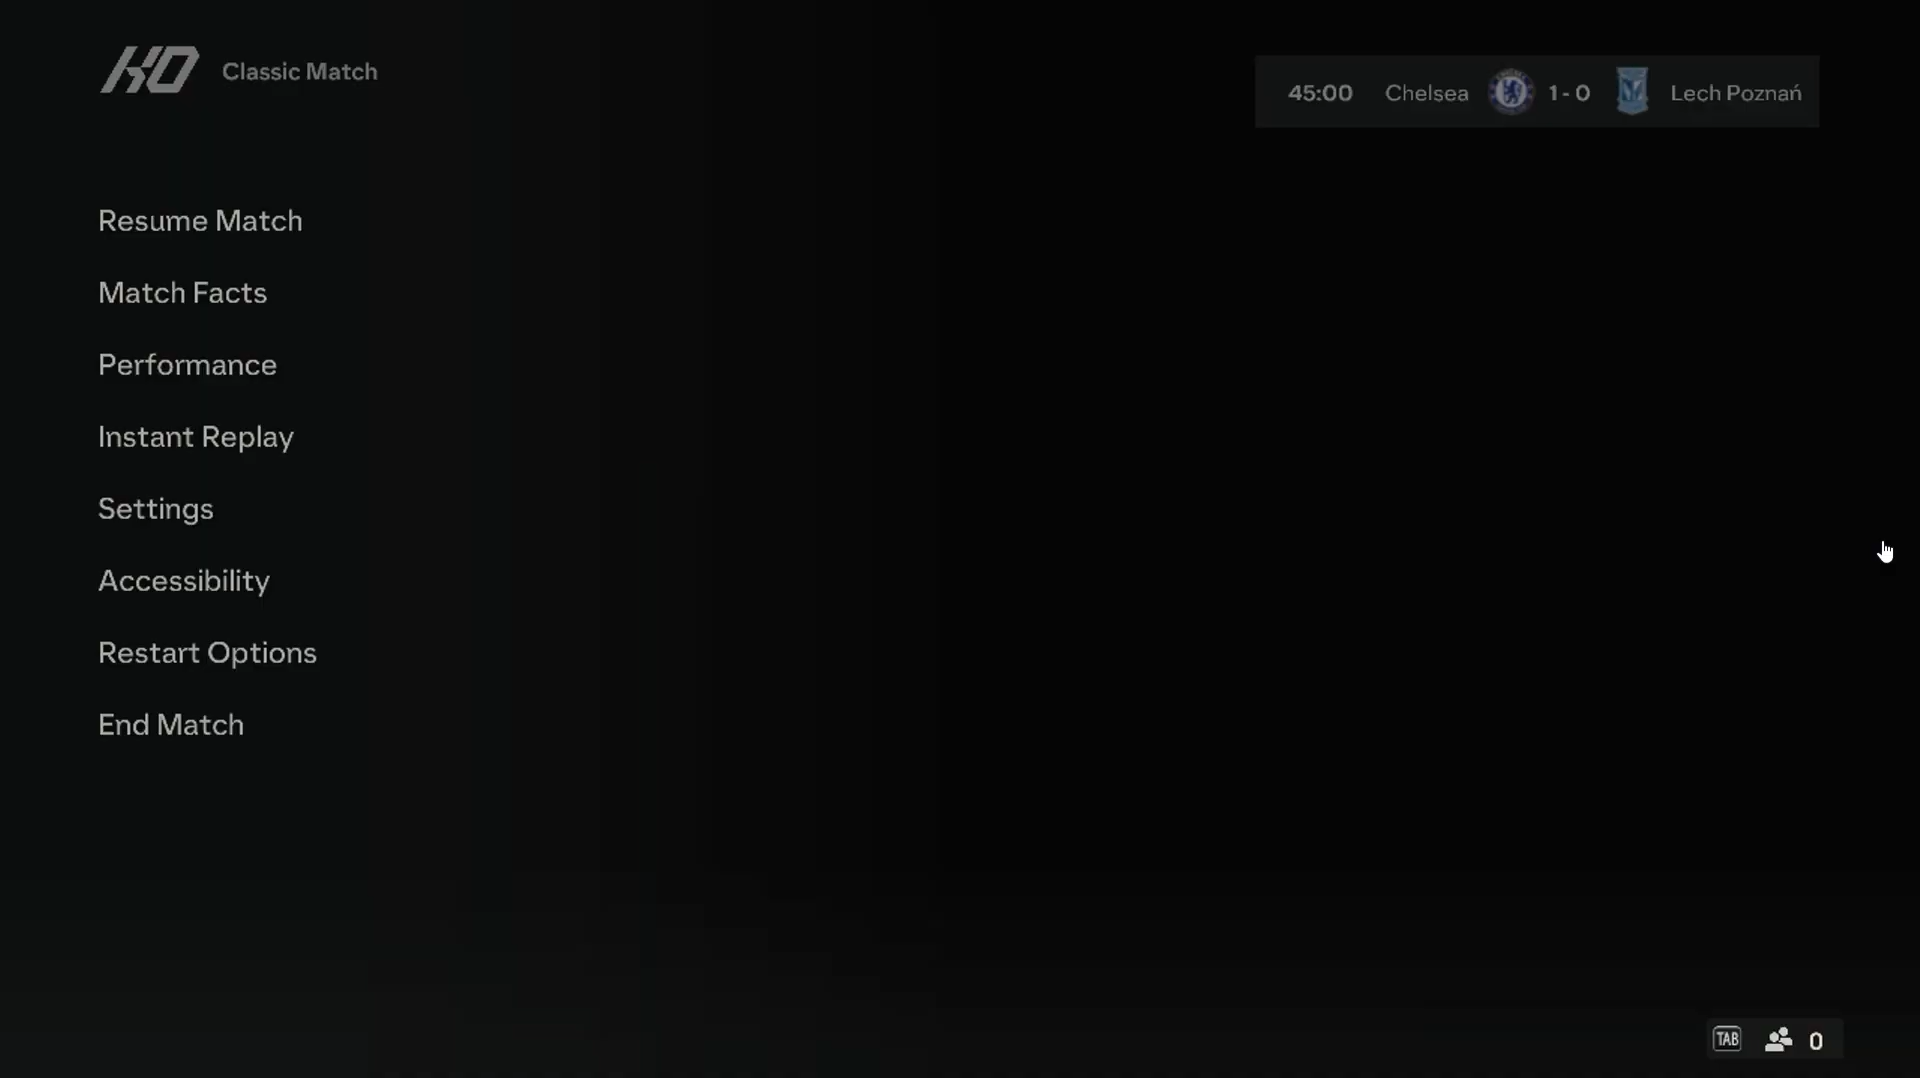 KO Classic Match
45:00 Chelsea 1 - 0 Lech Poznań
Resume Match
Match Facts
Performance
Instant Replay
Settings
Accessibility
Restart Options
End Match
TAB 0